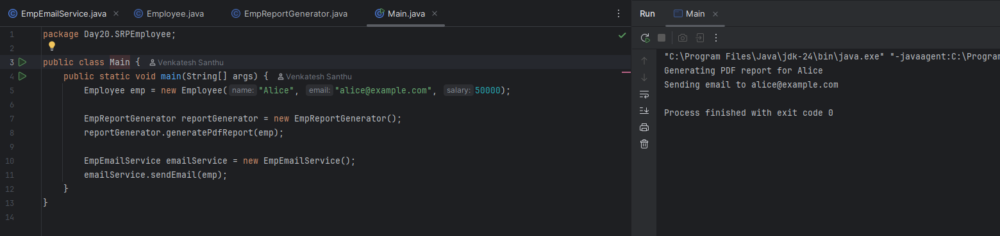 EmpEmailService.java
Employee.java
EmpReportGenerator.java
Main.java
1 package Day20.SRPEmployee;
2
3 public class Main { Venkatesh Santhu
4 public static void main(String[] args) { Venkatesh Santhu
5 Employee emp = new Employee( name: "Alice", email: "alice@example.com", salary: 50000);
6
7 EmpReportGenerator reportGenerator = new EmpReportGenerator();
8 reportGenerator.generatePdfReport(emp);
9
10 EmpEmailService emailService = new EmpEmailService();
11 emailService.sendEmail(emp);
12 }
13 }
14
Run Main
"C:\Program Files\Java\jdk-24\bin\java.exe" "-javaagent:C:\Program
Generating PDF report for Alice
Sending email to alice@example.com
Process finished with exit code 0